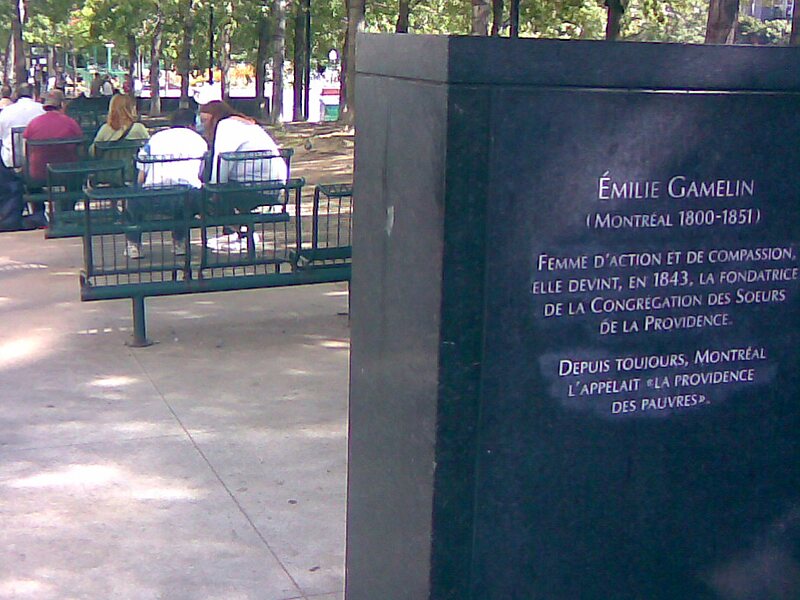 ÉMILIE GAMELIN
(MONTRÉAL 1800-1851)
FEMME D'ACTION ET DE COMPASSION,
ELLE DEVINT, EN 1843, LA FONDATRICE
DE LA CONGRÉGATION DES SOEURS
DE LA PROVIDENCE.
DEPUIS TOUJOURS, MONTRÉAL
L'APPELAIT «LA PROVIDENCE
DES PAUVRES».